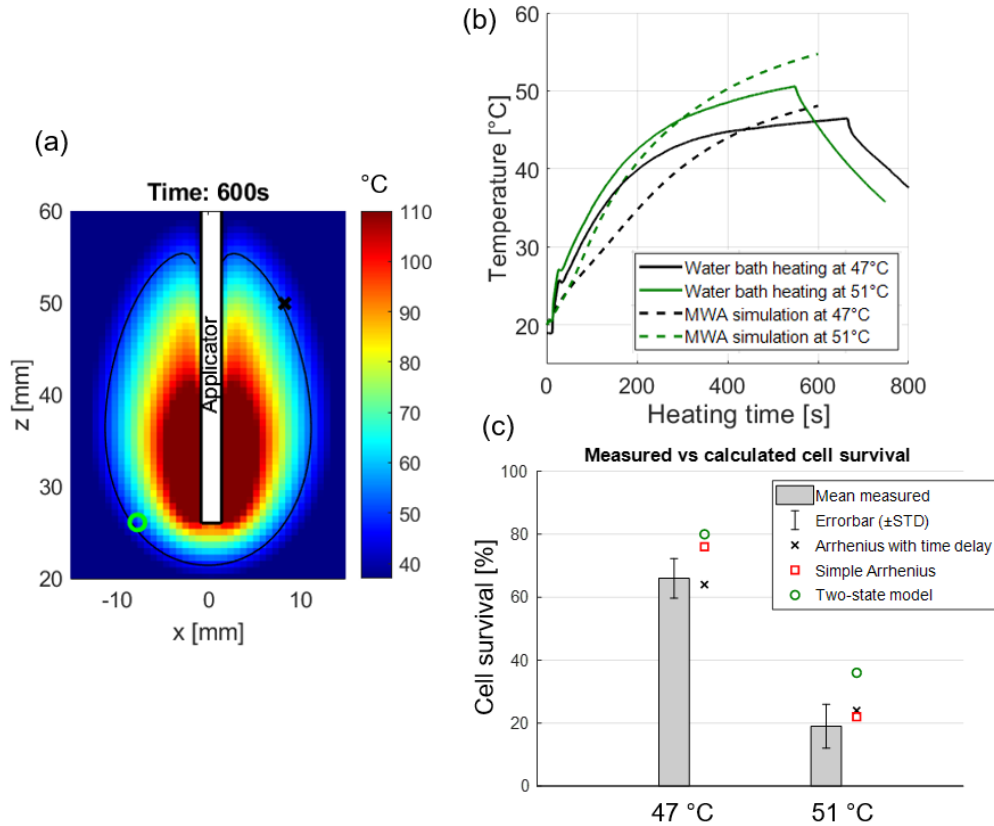 (a)
Time: 600s
°C
z [mm]
60
50
40
30
20
Applicator
-10
0
10
x [mm]
110
100
90
80
70
60
50
40
(b)
Temperature [°C]
60
50
40
30
20
0
200
400
600
800
Heating time [s]
Water bath heating at 47°C
Water bath heating at 51°C
MWA simulation at 47°C
MWA simulation at 51°C
(c)
Measured vs calculated cell survival
Cell survival [%]
100
80
60
40
20
0
Mean measured
Errorbar (±STD)
Arrhenius with time delay
Simple Arrhenius
Two-state model
47 °C
51 °C